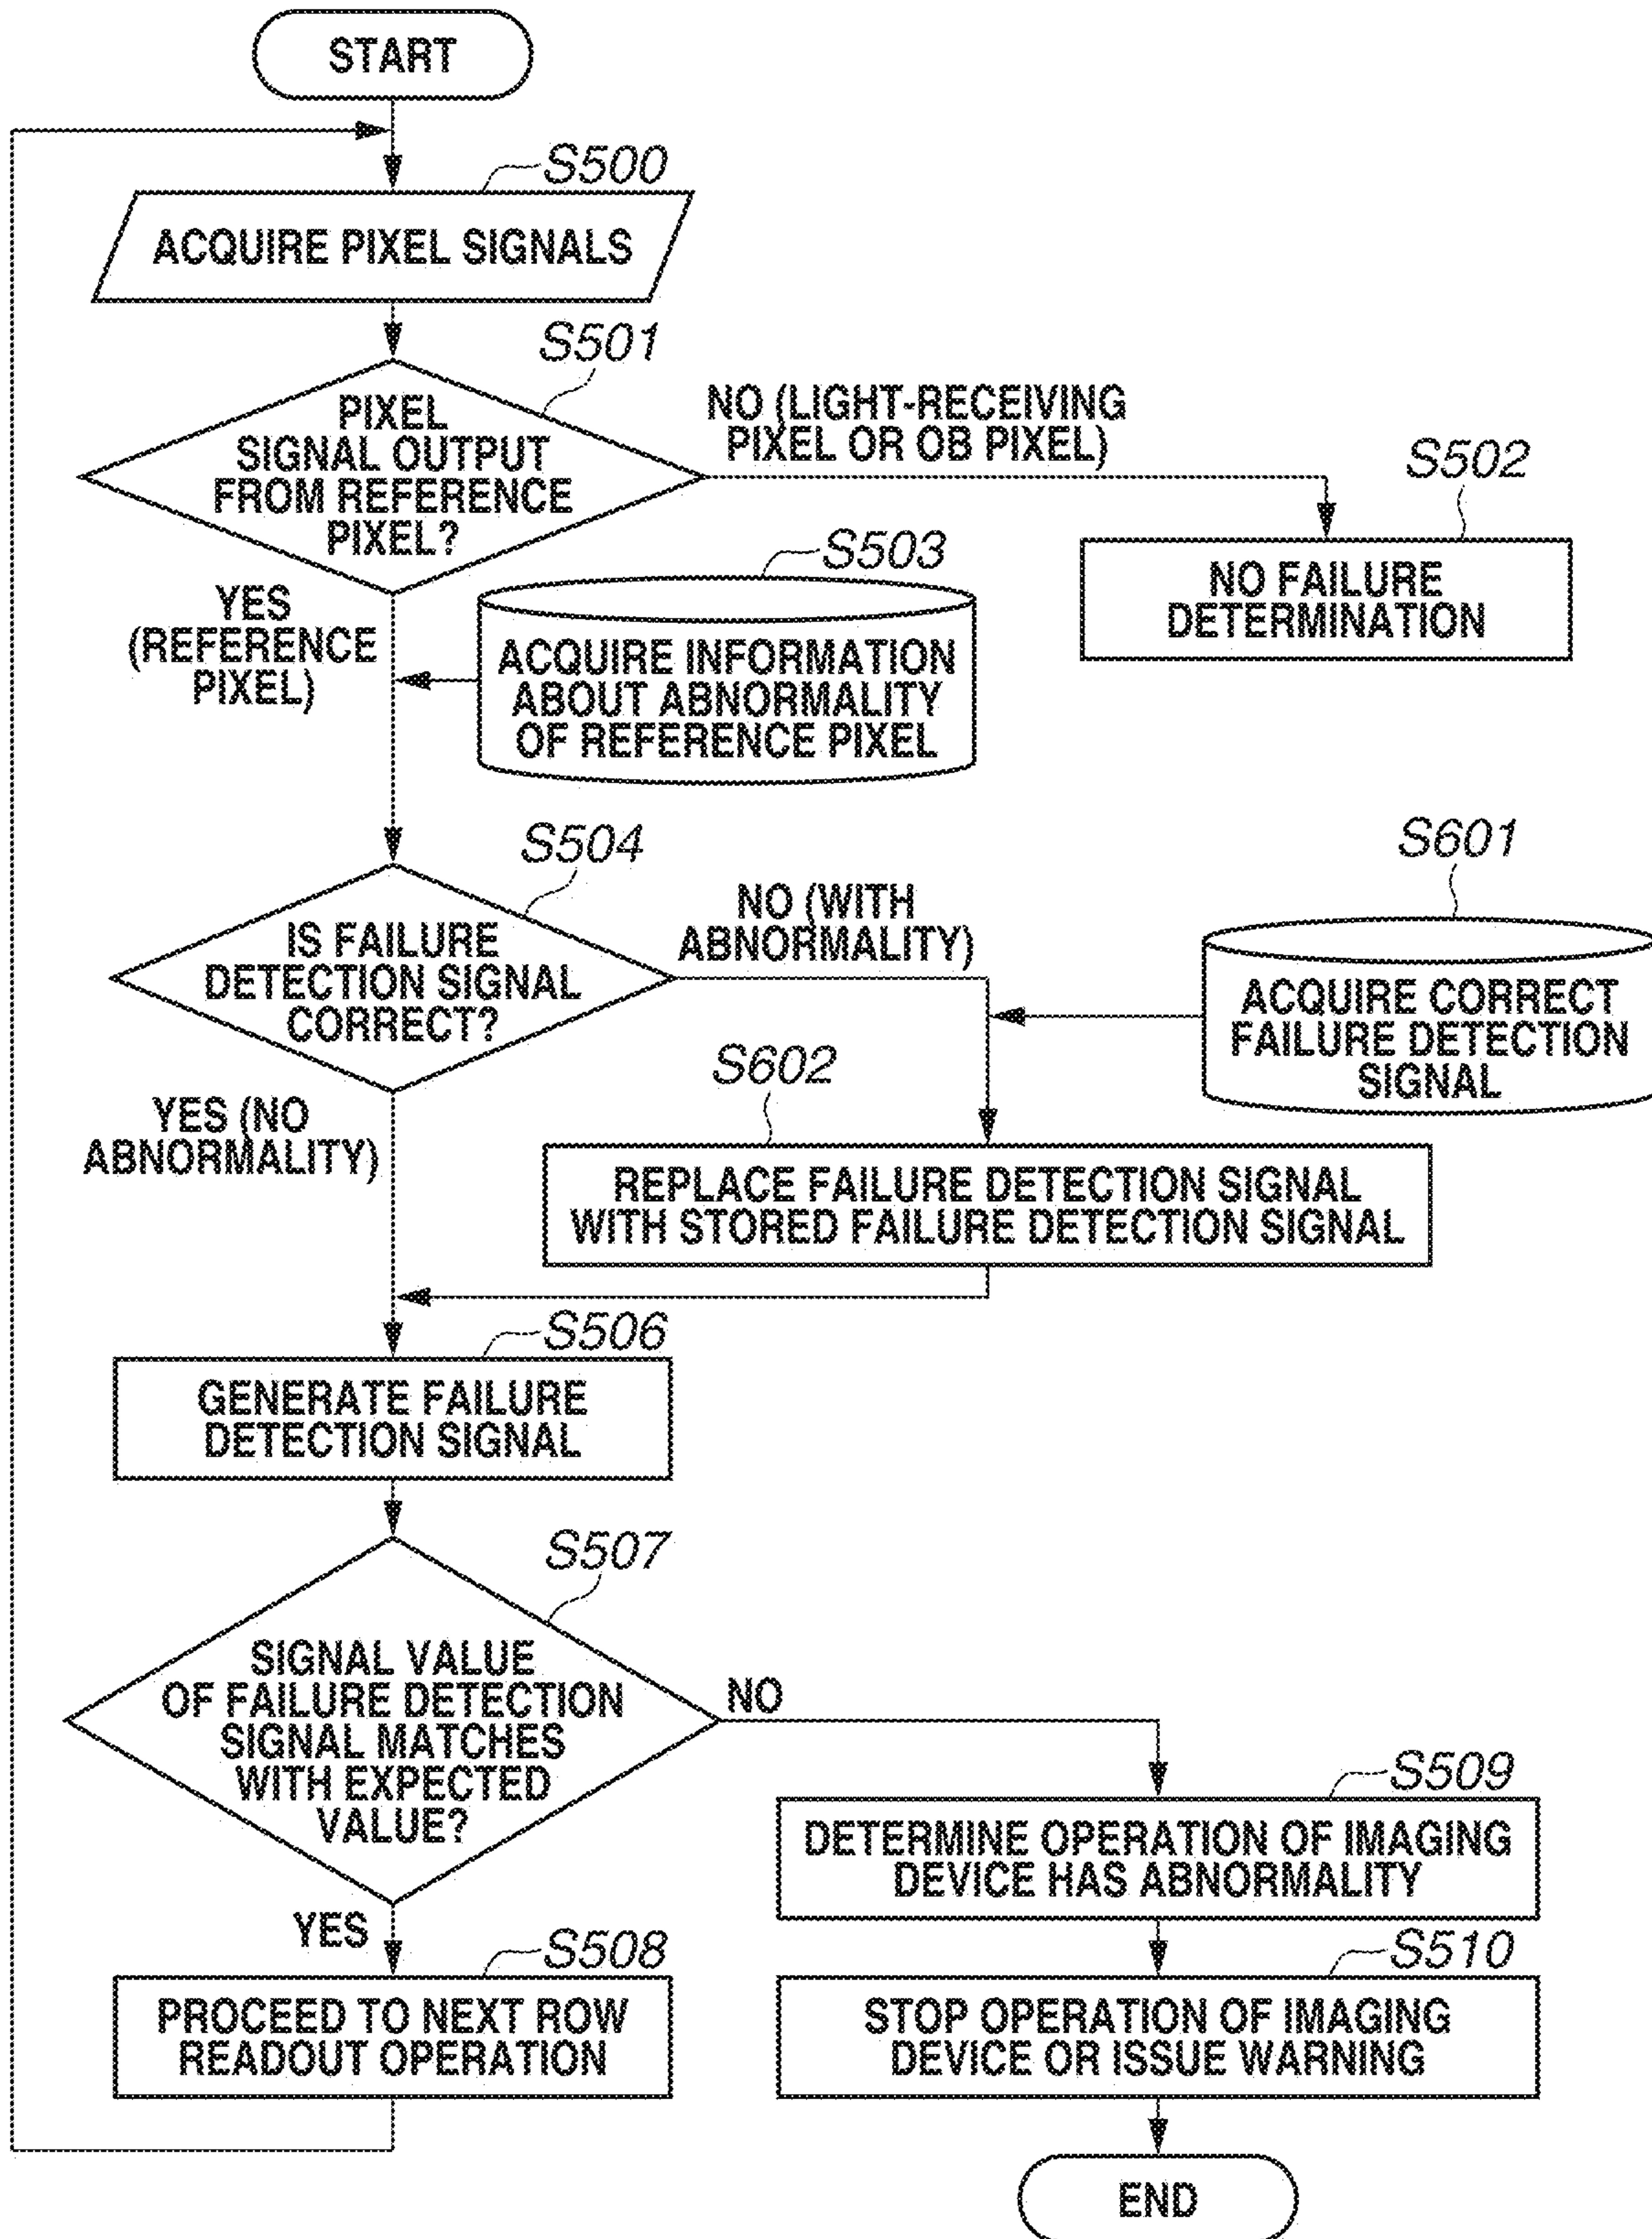 START
S500
ACQUIRE PIXEL SIGNALS
S501
PIXEL
SIGNAL OUTPUT
FROM REFERENCE
PIXEL?
NO (LIGHT-RECEIVING
PIXEL OR OB PIXEL)
S502
NO FAILURE
DETERMINATION
YES
(REFERENCE
PIXEL)
S503
ACQUIRE INFORMATION
ABOUT ABNORMALITY
OF REFERENCE PIXEL
S504
IS FAILURE
DETECTION SIGNAL
CORRECT?
NO (WITH
ABNORMALITY)
S601
ACQUIRE CORRECT
FAILURE DETECTION
SIGNAL
YES (NO
ABNORMALITY)
S602
REPLACE FAILURE DETECTION SIGNAL
WITH STORED FAILURE DETECTION SIGNAL
S506
GENERATE FAILURE
DETECTION SIGNAL
S507
SIGNAL VALUE
OF FAILURE DETECTION
SIGNAL MATCHES
WITH EXPECTED
VALUE?
NO
S509
DETERMINE OPERATION OF IMAGING
DEVICE HAS ABNORMALITY
YES
S508
PROCEED TO NEXT ROW
READOUT OPERATION
S510
STOP OPERATION OF IMAGING
DEVICE OR ISSUE WARNING
END